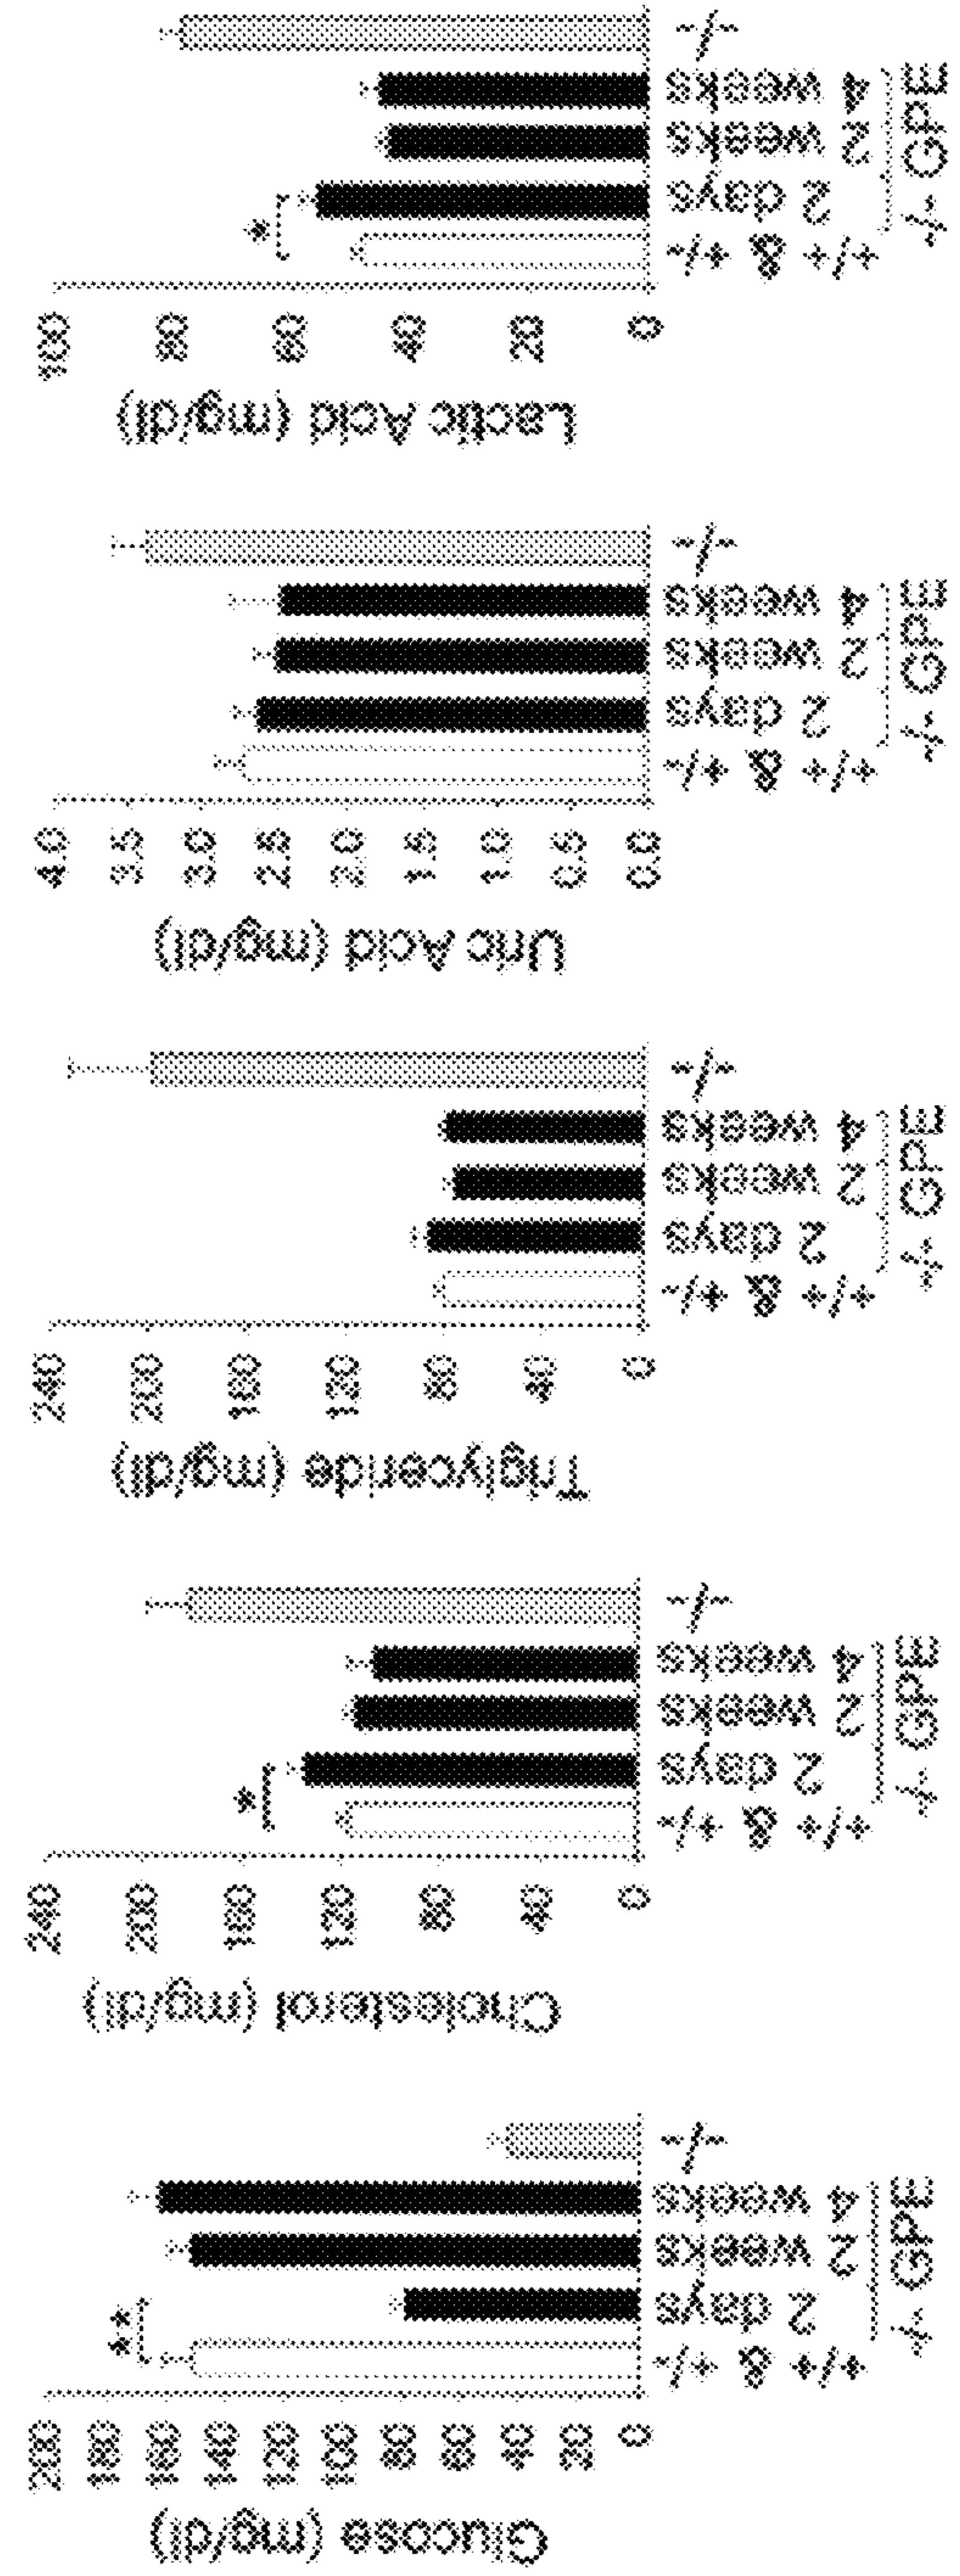 Glucose (mg/dl)
200
180
160
140
120
100
80
60
40
20
0
**
+/+ & +/-
2 days
2 weeks
4 weeks
-/-
-/- GPE
Cholesterol (mg/dl)
240
200
160
120
80
40
0
*
+/+ & +/-
2 days
2 weeks
4 weeks
-/-
-/- GPE
Triglyceride (mg/dl)
240
200
160
120
80
40
0
+/+ & +/-
2 days
2 weeks
4 weeks
-/-
-/- GPE
Uric Acid (mg/dl)
4.0
3.5
3.0
2.5
2.0
1.5
1.0
0.5
0.0
+/+ & +/-
2 days
2 weeks
4 weeks
-/-
-/- GPE
Lactic Acid (mg/dl)
100
80
60
40
20
0
*
+/+ & +/-
2 days
2 weeks
4 weeks
-/-
-/- GPE